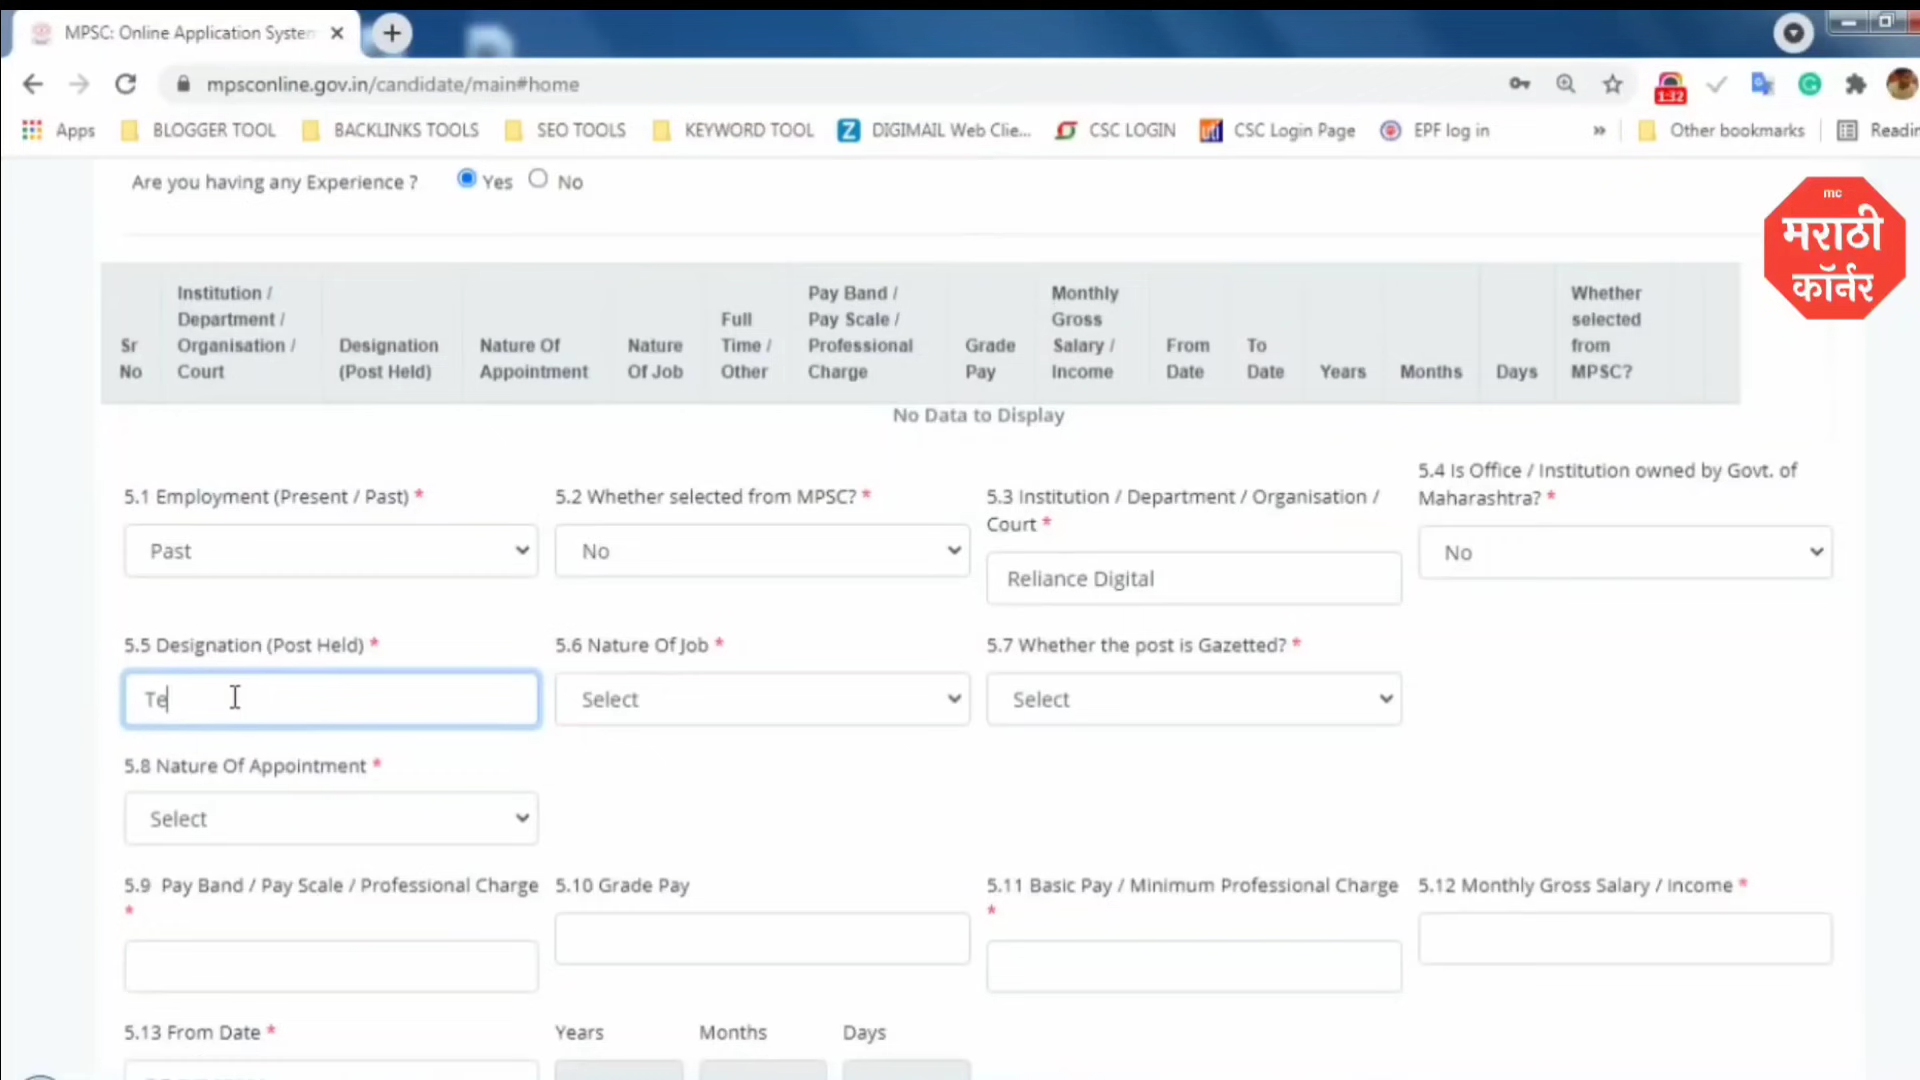 MPSC: Online Application System
mpsconline.gov.in/candidate/main#home
1:32
Apps BLOGGER TOOL BACKLINKS TOOLS SEO TOOLS KEYWORD TOOL DIGIMAIL Web Clie... CSC LOGIN CSC Login Page EPF log in » Other bookmarks Readin
Are you having any Experience ? Yes No
mc
मराठी
कॉर्नर
Sr No
Institution / Department / Organisation / Court
Designation (Post Held)
Nature Of Appointment
Nature Of Job
Full Time / Other
Pay Band / Pay Scale / Professional Charge
Grade Pay
Monthly Gross Salary / Income
From Date
To Date
Years
Months
Days
Whether selected from MPSC?
No Data to Display
5.1 Employment (Present / Past) *
Past
5.2 Whether selected from MPSC? *
No
5.3 Institution / Department / Organisation /
Court *
Reliance Digital
5.4 Is Office / Institution owned by Govt. of
Maharashtra? *
No
5.5 Designation (Post Held) *
Te
5.6 Nature Of Job *
Select
5.7 Whether the post is Gazetted? *
Select
5.8 Nature Of Appointment *
Select
5.9 Pay Band / Pay Scale / Professional Charge
*
5.10 Grade Pay
5.11 Basic Pay / Minimum Professional Charge
*
5.12 Monthly Gross Salary / Income *
5.13 From Date *
Years Months Days